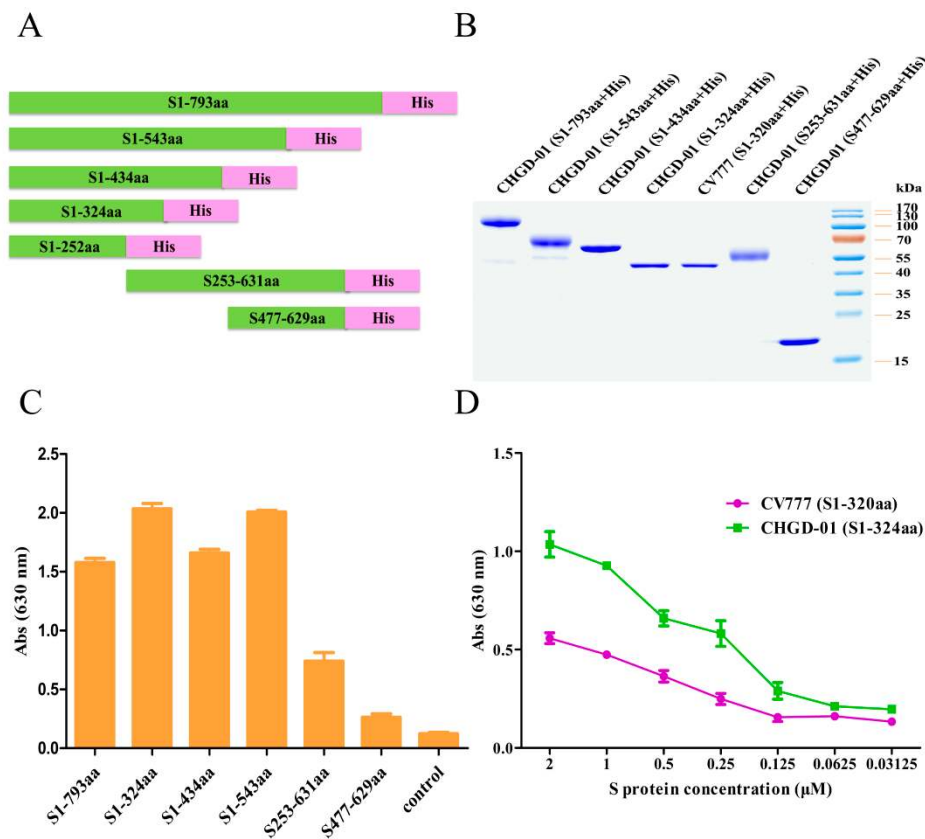 A
S1-793aa His
S1-543aa His
S1-434aa His
S1-324aa His
S1-252aa His
S253-631aa His
S477-629aa His
B
CHGD-01 (S1-793aa+His)
CHGD-01 (S1-543aa+His)
CHGD-01 (S1-434aa+His)
CHGD-01 (S1-324aa+His)
CV777 (S1-320aa+His)
CHGD-01 (S253-631aa+His)
CHGD-01 (S477-629aa+His)
kDa
170
130
100
70
55
40
35
25
15
C
Abs (630 nm)
2.5
2.0
1.5
1.0
0.5
0.0
S1-793aa
S1-324aa
S1-434aa
S1-543aa
S253-631aa
S477-629aa
control
D
Abs (630 nm)
1.5
1.0
0.5
0.0
CV777 (S1-320aa)
CHGD-01 (S1-324aa)
2 1 0.5 0.25 0.125 0.0625 0.03125
S protein concentration (μM)